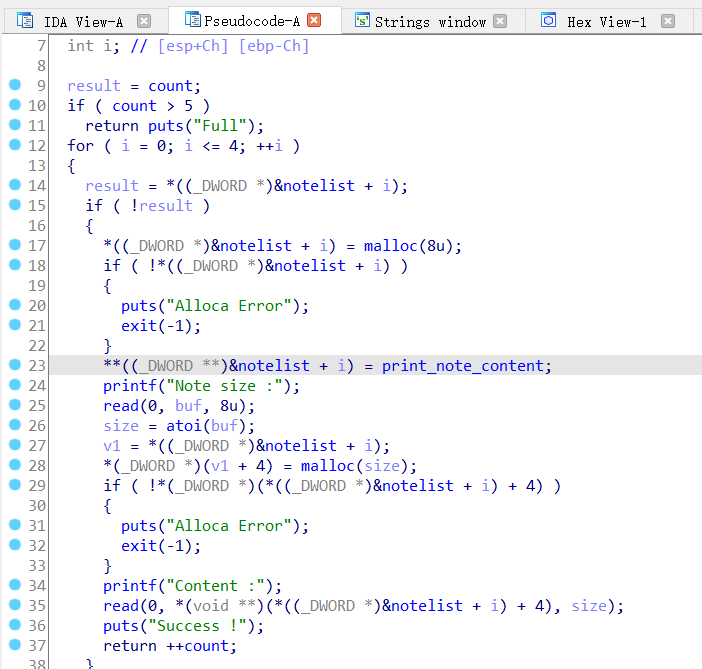 IDA View-A Pseudocode-A Strings window Hex View-1
7 int i; // [esp+Ch] [ebp-Ch]
8
9 result = count;
10 if ( count > 5 )
11 return puts("Full");
12 for ( i = 0; i <= 4; ++i )
13 {
14 result = *((_DWORD *)&notelist + i);
15 if ( !result )
16 {
17 *((_DWORD *)&notelist + i) = malloc(8u);
18 if ( !*((_DWORD *)&notelist + i) )
19 {
20 puts("Alloca Error");
21 exit(-1);
22 }
23 **((_DWORD **)&notelist + i) = print_note_content;
24 printf("Note size :");
25 read(0, buf, 8u);
26 size = atoi(buf);
27 v1 = *((_DWORD *)&notelist + i);
28 *(_DWORD *)(v1 + 4) = malloc(size);
29 if ( !*(_DWORD *)(*((_DWORD *)&notelist + i) + 4) )
30 {
31 puts("Alloca Error");
32 exit(-1);
33 }
34 printf("Content :");
35 read(0, *(void **)(*((_DWORD *)&notelist + i) + 4), size);
36 puts("Success !");
37 return ++count;
38 }